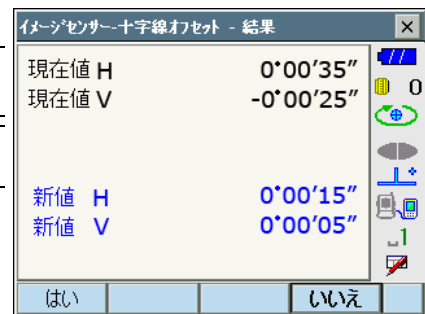 イメージセンサー-十字線オフセット - 結果
現在値 H 0°00'35"
現在値 V -0°00'25"
0
新値 H 0°00'15"
新値 V 0°00'05"
1
はい いいえ